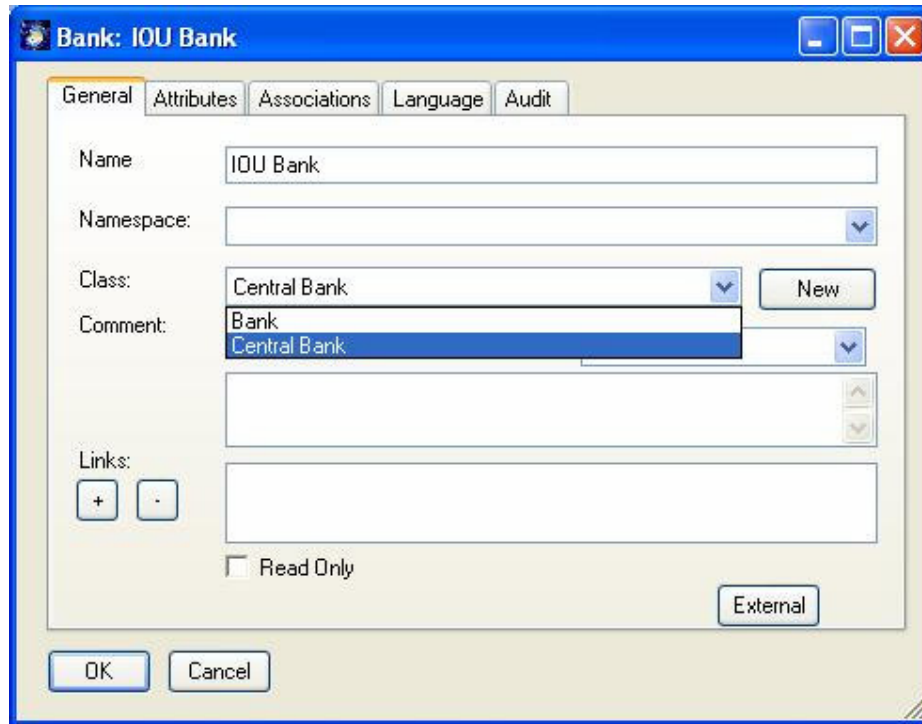 Bank: IOU Bank
General Attributes Associations Language Audit
Name IOU Bank
Namespace:
Class: Central Bank New
Bank
Comment:
Central Bank
Links:
+ -
Read Only
External
OK Cancel